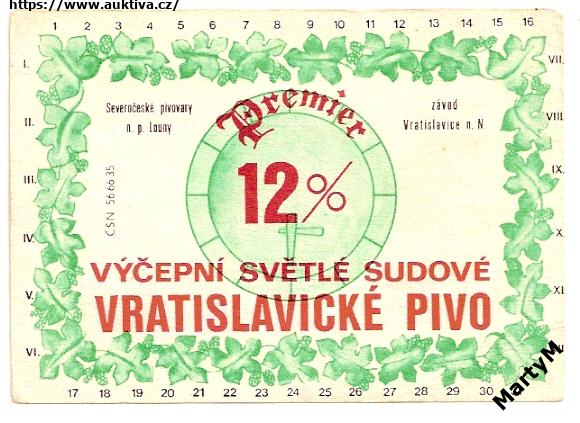 https://www.auktiva.cz/
1 2 3 4 5 6 7 8 9 10 11 12 13 14 15 16
I. VII.
II. VIII.
III. IX.
IV. X.
V. XI.
VI.
Severočeské pivovary
n. p. Louny
Premier
závod
Vratislavice n. N
ČSN 566635
12%
VÝČEPNÍ SVĚTLÉ SUDOVÉ
VRATISLAVICKÉ PIVO
17 18 19 20 21 22 23 24 25 26 27 28 29 30
MartyM